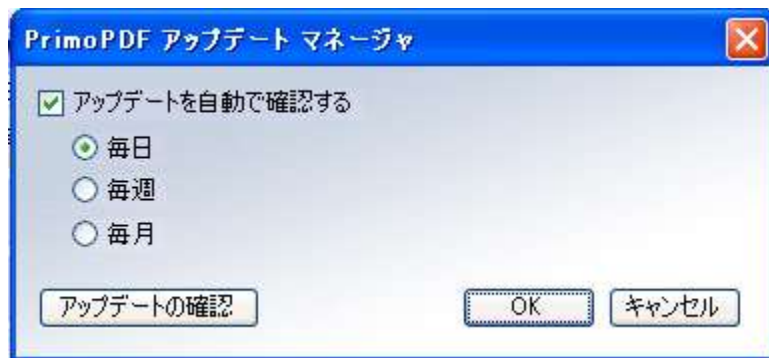 PrimoPDF アップデート マネージャ
アップデートを自動で確認する
毎日
毎週
毎月
アップデートの確認 OK キャンセル